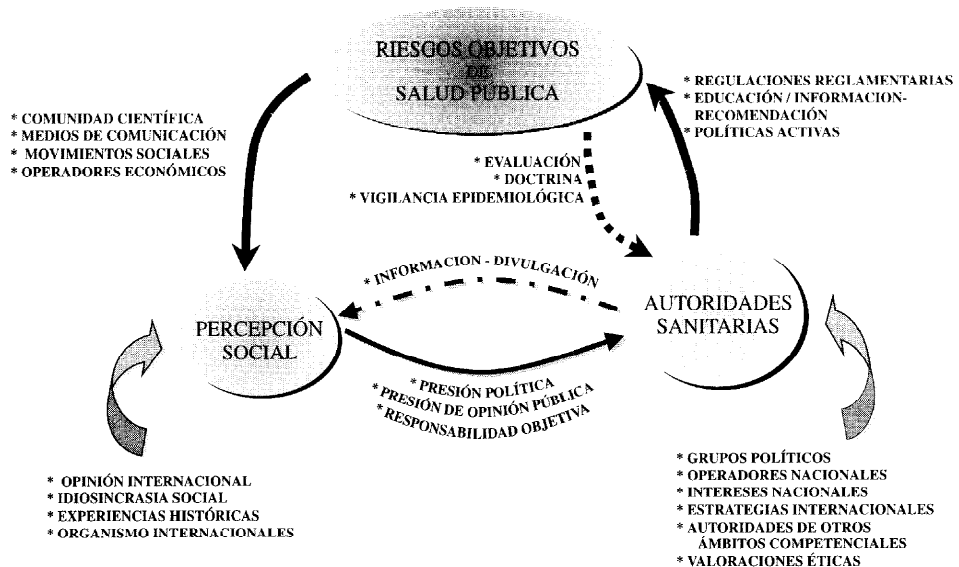 RIESGOS OBJETIVOS
DE
SALUD PÚBLICA
* COMUNIDAD CIENTÍFICA
* MEDIOS DE COMUNICACIÓN
* MOVIMIENTOS SOCIALES
* OPERADORES ECONÓMICOS
* REGULACIONES REGLAMENTARIAS
* EDUCACIÓN / INFORMACION-
RECOMENDACIÓN
* POLÍTICAS ACTIVAS
* EVALUACIÓN
* DOCTRINA
* VIGILANCIA EPIDEMIOLÓGICA
* INFORMACION - DIVULGACIÓN
PERCEPCIÓN
SOCIAL
AUTORIDADES
SANITARIAS
* PRESIÓN POLÍTICA
* PRESIÓN DE OPINIÓN PÚBLICA
* RESPONSABILIDAD OBJETIVA
* OPINIÓN INTERNACIONAL
* IDIOSINCRASIA SOCIAL
* EXPERIENCIAS HISTÓRICAS
* ORGANISMO INTERNACIONALES
* GRUPOS POLÍTICOS
* OPERADORES NACIONALES
* INTERESES NACIONALES
* ESTRATEGIAS INTERNACIONALES
* AUTORIDADES DE OTROS
ÁMBITOS COMPETENCIALES
* VALORACIONES ÉTICAS